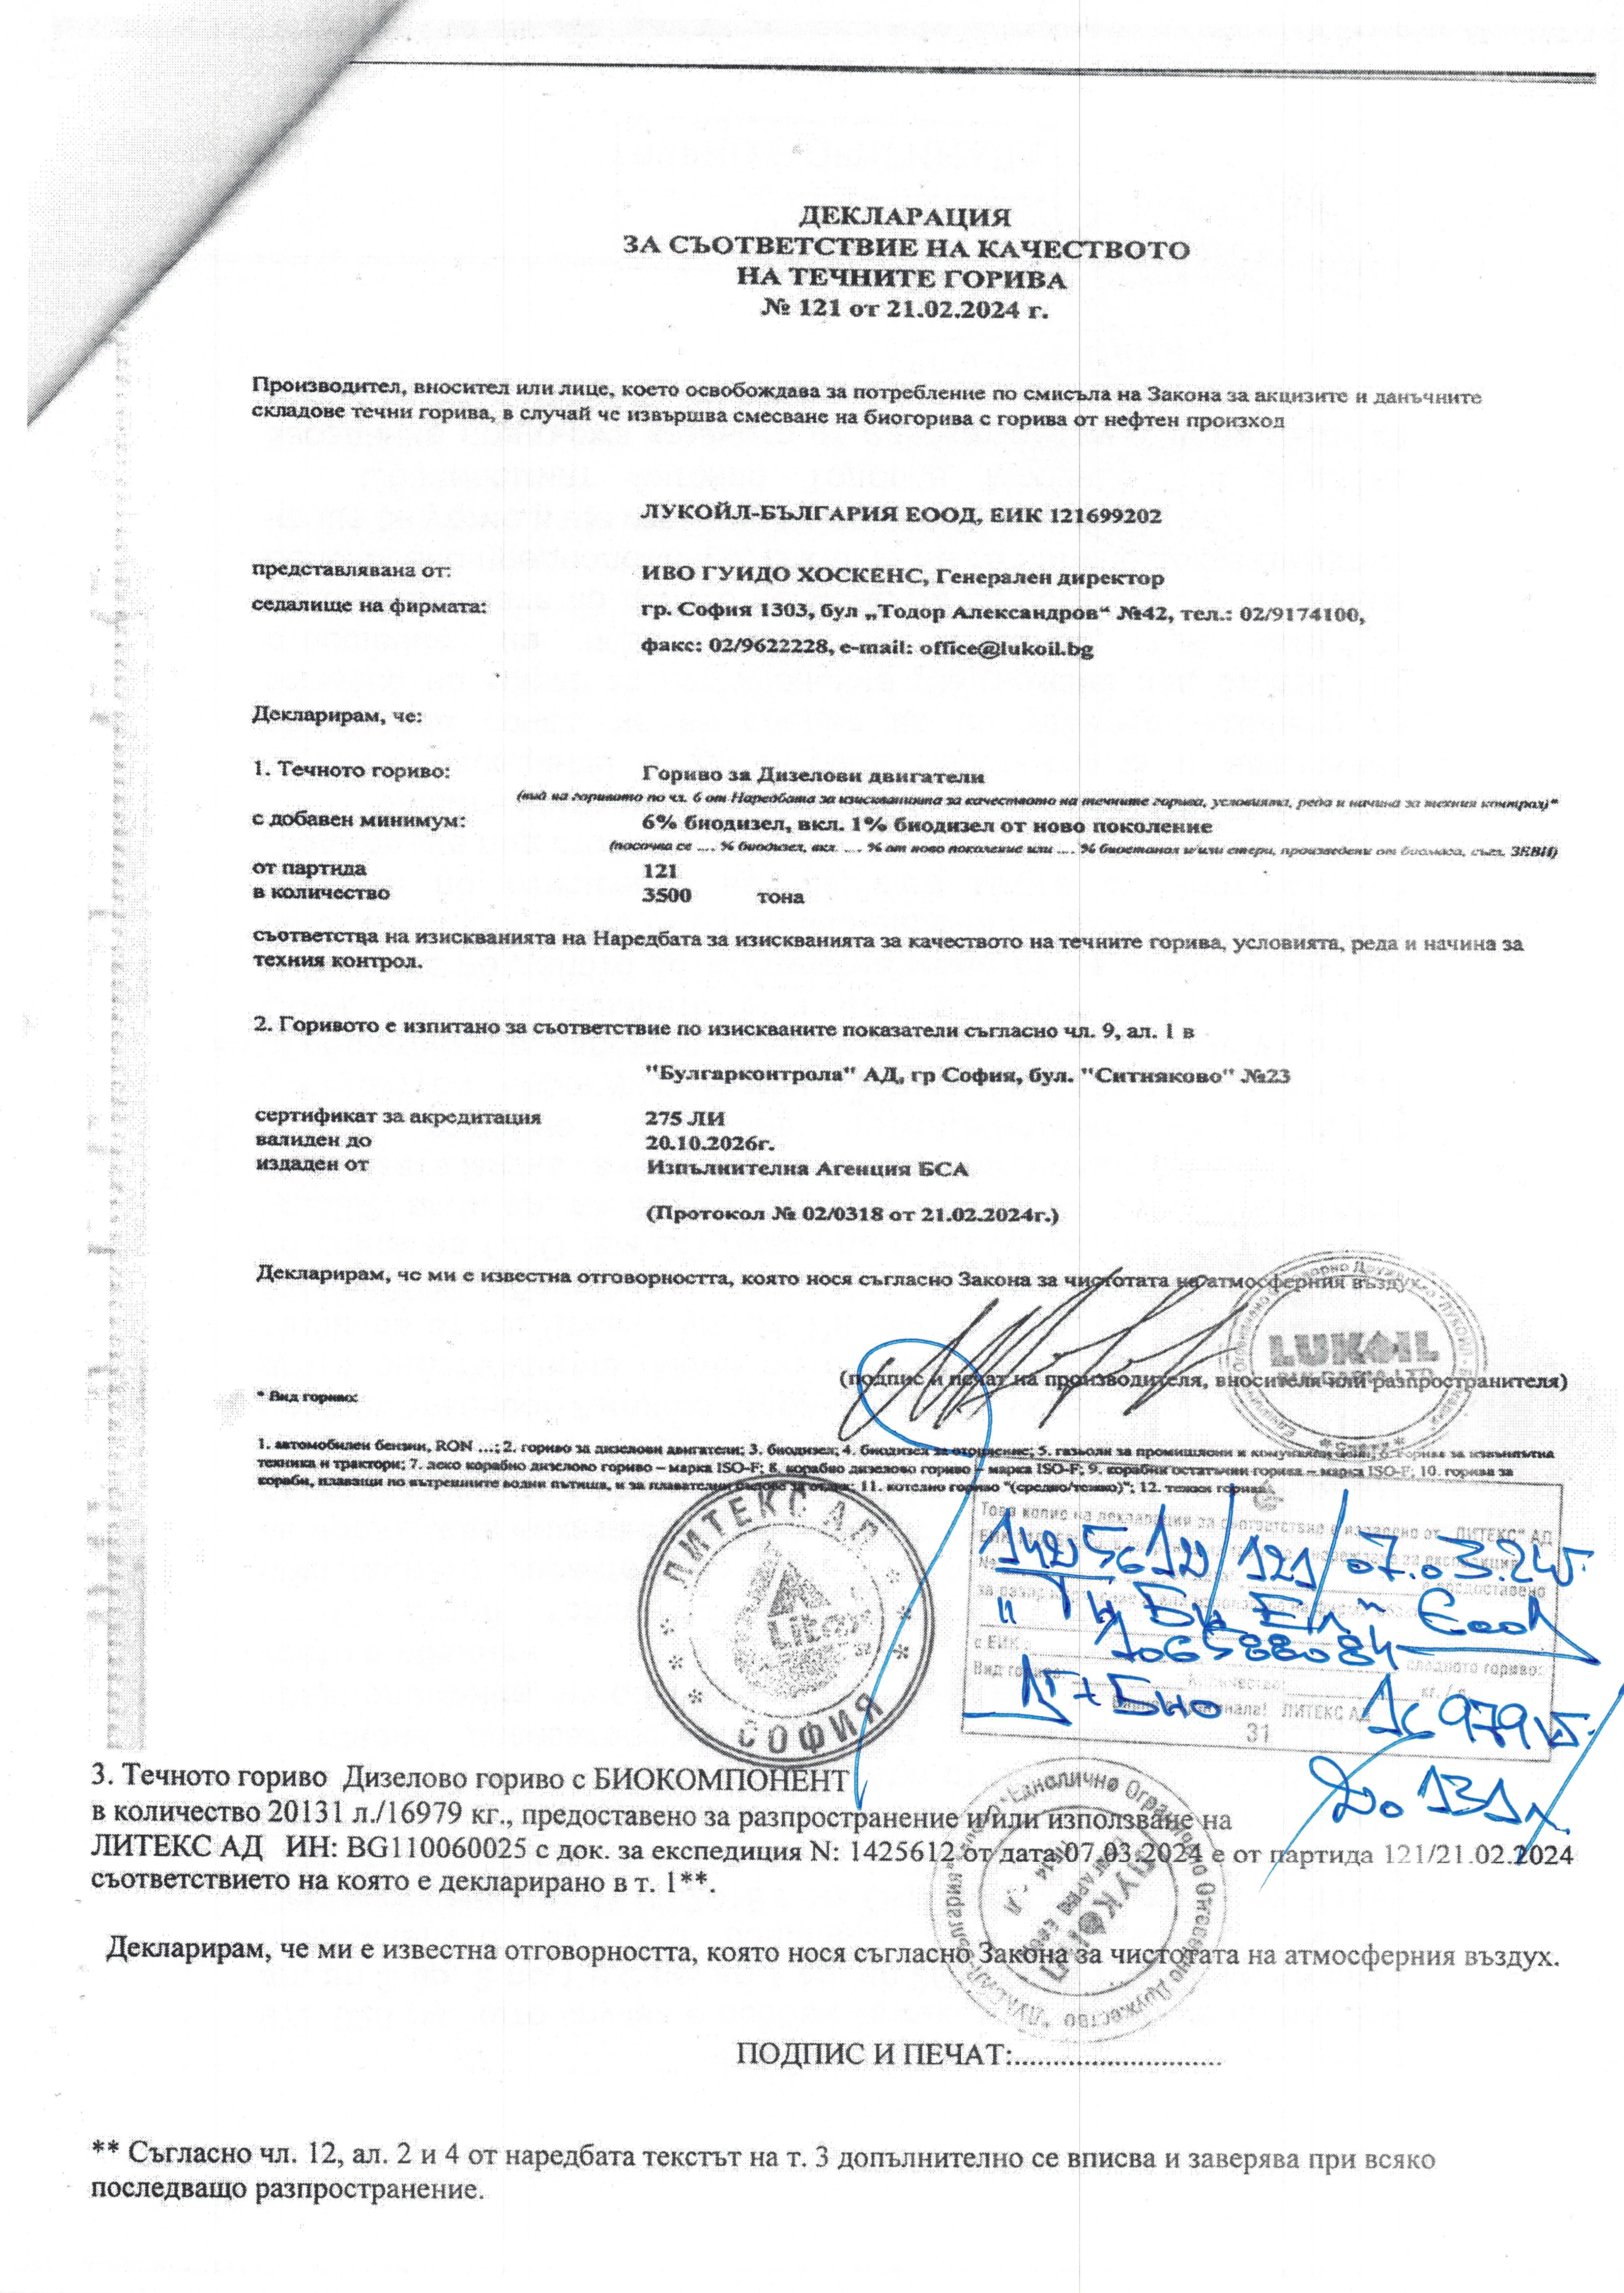 ДЕКЛАРАЦИЯ
ЗА СЪОТВЕТСТВИЕ НА КАЧЕСТВОТО
НА ТЕЧНИТЕ ГОРИВА
№ 121 от 21.02.2024 г.
Производител, вносител или лице, което освобождава за потребление по смисъла на Закона за акцизите и данъчните
складове течни горива, в случай че извършва смесване на биогорива с горива от нефтен произход
ЛУКОЙЛ-БЪЛГАРИЯ ЕООД, ЕИК 121699202
представлявана от: ИВО ГУИДО ХОСКЕНС, Генерален директор
седалище на фирмата: гр. София 1303, бул „Тодор Александров“ №42, тел.: 02/9174100,
факс: 02/9622228, e-mail: office@lukoil.bg
Декларирам, че:
1. Течното гориво: Гориво за Дизелови двигатели
(вид на горивото по чл. 6 от Наредбата за изискванията за качеството на течните горива, условията, реда и начина за техния контрол)*
с добавен минимум: 6% биодизел, вкл. 1% биодизел от ново поколение
(посочва се .... % биодизел, вкл. .... % от ново поколение или .... % биоетанол и/или етери, произведени от биомаса, съгл. ЗЕВИ)
от партида 121
в количество 3500 тона
съответства на изискванията на Наредбата за изискванията за качеството на течните горива, условията, реда и начина за
техния контрол.
2. Горивото е изпитано за съответствие по изискваните показатели съгласно чл. 9, ал. 1 в
"Булгарконтрола" АД, гр София, бул. "Ситняково" №23
сертификат за акредитация 275 ЛИ
валиден до 20.10.2026г.
издаден от Изпълнителна Агенция БСА
(Протокол № 02/0318 от 21.02.2024г.)
Декларирам, че ми е известна отговорността, която нося съгласно Закона за чистотата на атмосферния въздух.
LUKOIL
(подпис и печат на производителя, вносителя или разпространителя)
* Вид гориво:
1. автомобилен бензин, RON ...; 2. гориво за дизелови двигатели; 3. биодизел; 4. биодизел за отопление; 5. газьоли за промишлени и комунални цели; 6. горива за извънпътна
техника и трактори; 7. леко корабно дизелово гориво – марка ISO-F; 8. корабно дизелово гориво – марка ISO-F; 9. корабни остатъчни горива – марка ISO-F; 10. горива за
кораби, плаващи по вътрешните водни пътища, и за плавателни съдове за отдих; 11. котелно гориво "(средно/тежко)"; 12. тежки горива.
ЛИТЕКС АД
Litex
СОФИЯ
Това копие на декларации за съответствие е издадено от „ЛИТЕКС" АД
1425612/121/07.03.24г.
с ЕИК 106588084
Вид гориво: ДГ+Био 16979 кг.
ЛИТЕКС АД
31
До 131л.
3. Течното гориво Дизелово гориво с БИОКОМПОНЕНТ
в количество 20131 л./16979 кг., предоставено за разпространение и/или използване на
ЛИТЕКС АД ИН: BG110060025 с док. за експедиция N: 1425612 от дата 07.03.2024 е от партида 121/21.02.2024
съответствието на която е декларирано в т. 1**.
Декларирам, че ми е известна отговорността, която нося съгласно Закона за чистотата на атмосферния въздух.
ПОДПИС И ПЕЧАТ:............................
** Съгласно чл. 12, ал. 2 и 4 от наредбата текстът на т. 3 допълнително се вписва и заверява при всяко
последващо разпространение.